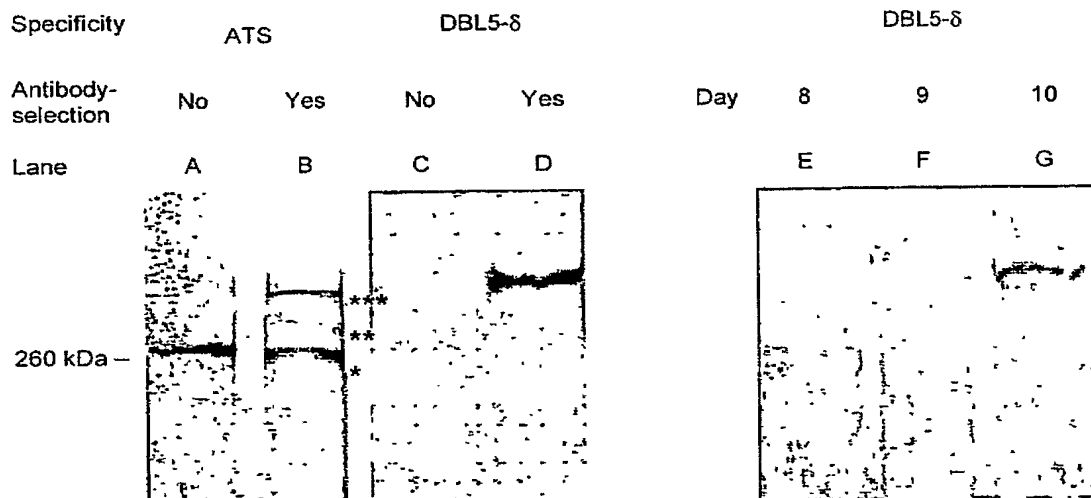 Specificity ATS DBL5-δ DBL5-δ
Antibody-selection No Yes No Yes Day 8 9 10
Lane A B C D E F G
***
**
260 kDa –
*